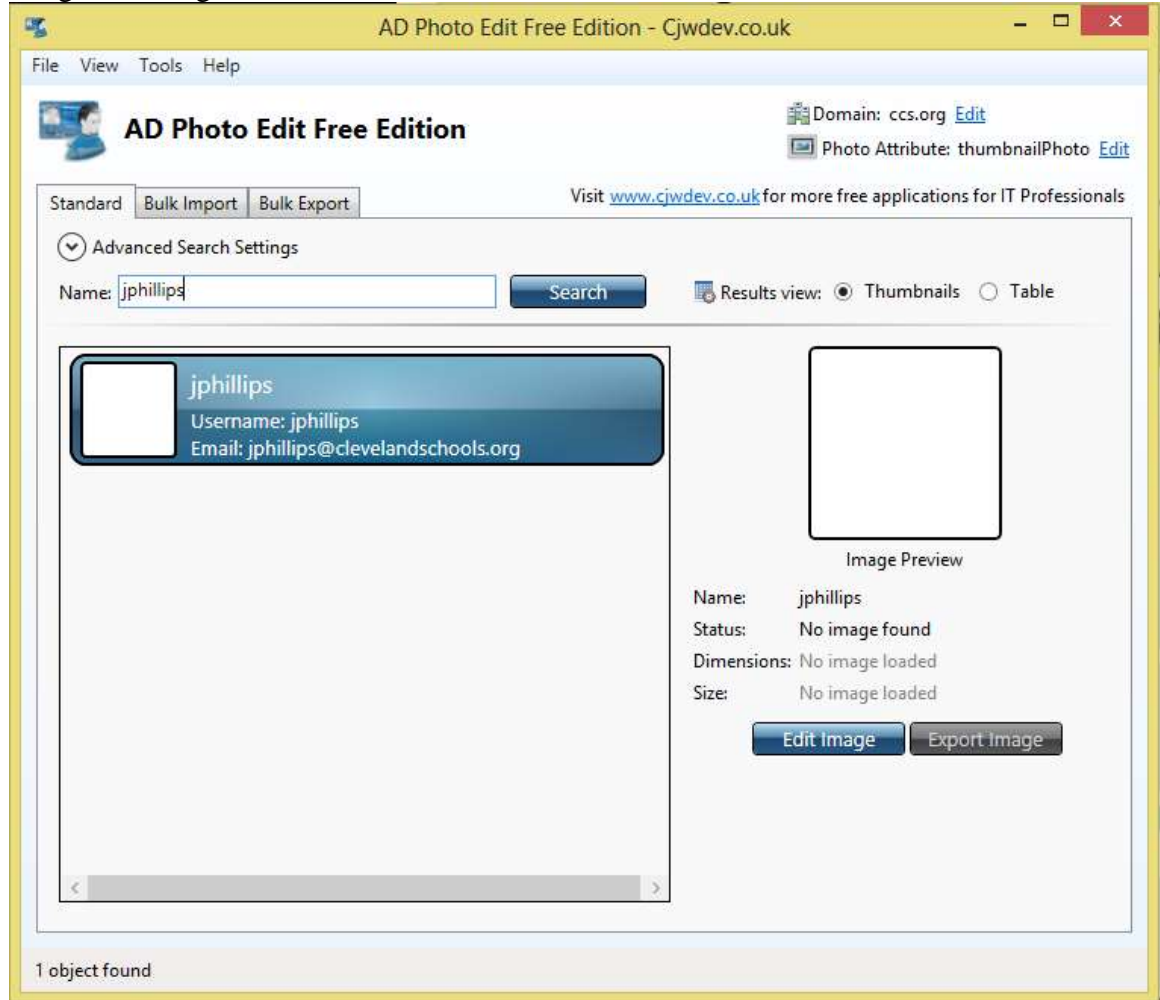 AD Photo Edit Free Edition - Cjwdev.co.uk
File View Tools Help
AD Photo Edit Free Edition
Domain: ccs.org Edit
Photo Attribute: thumbnailPhoto Edit
Standard Bulk Import Bulk Export
Visit www.cjwdev.co.uk for more free applications for IT Professionals
Advanced Search Settings
Name: jphillips Search Results view: Thumbnails Table
jphillips
Username: jphillips
Email: jphillips@clevelandschools.org
Image Preview
Name: jphillips
Status: No image found
Dimensions: No image loaded
Size: No image loaded
Edit Image Export Image
1 object found